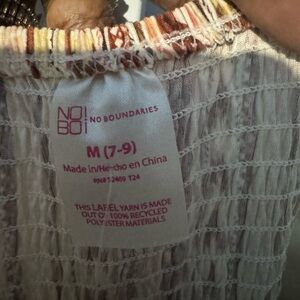 NO
BO
NO BOUNDARIES
M (7-9)
Made in/Hecho en China
T24
THIS LABEL YARN IS MADE
OUT OF 100% RECYCLED
POLYESTER MATERIALS